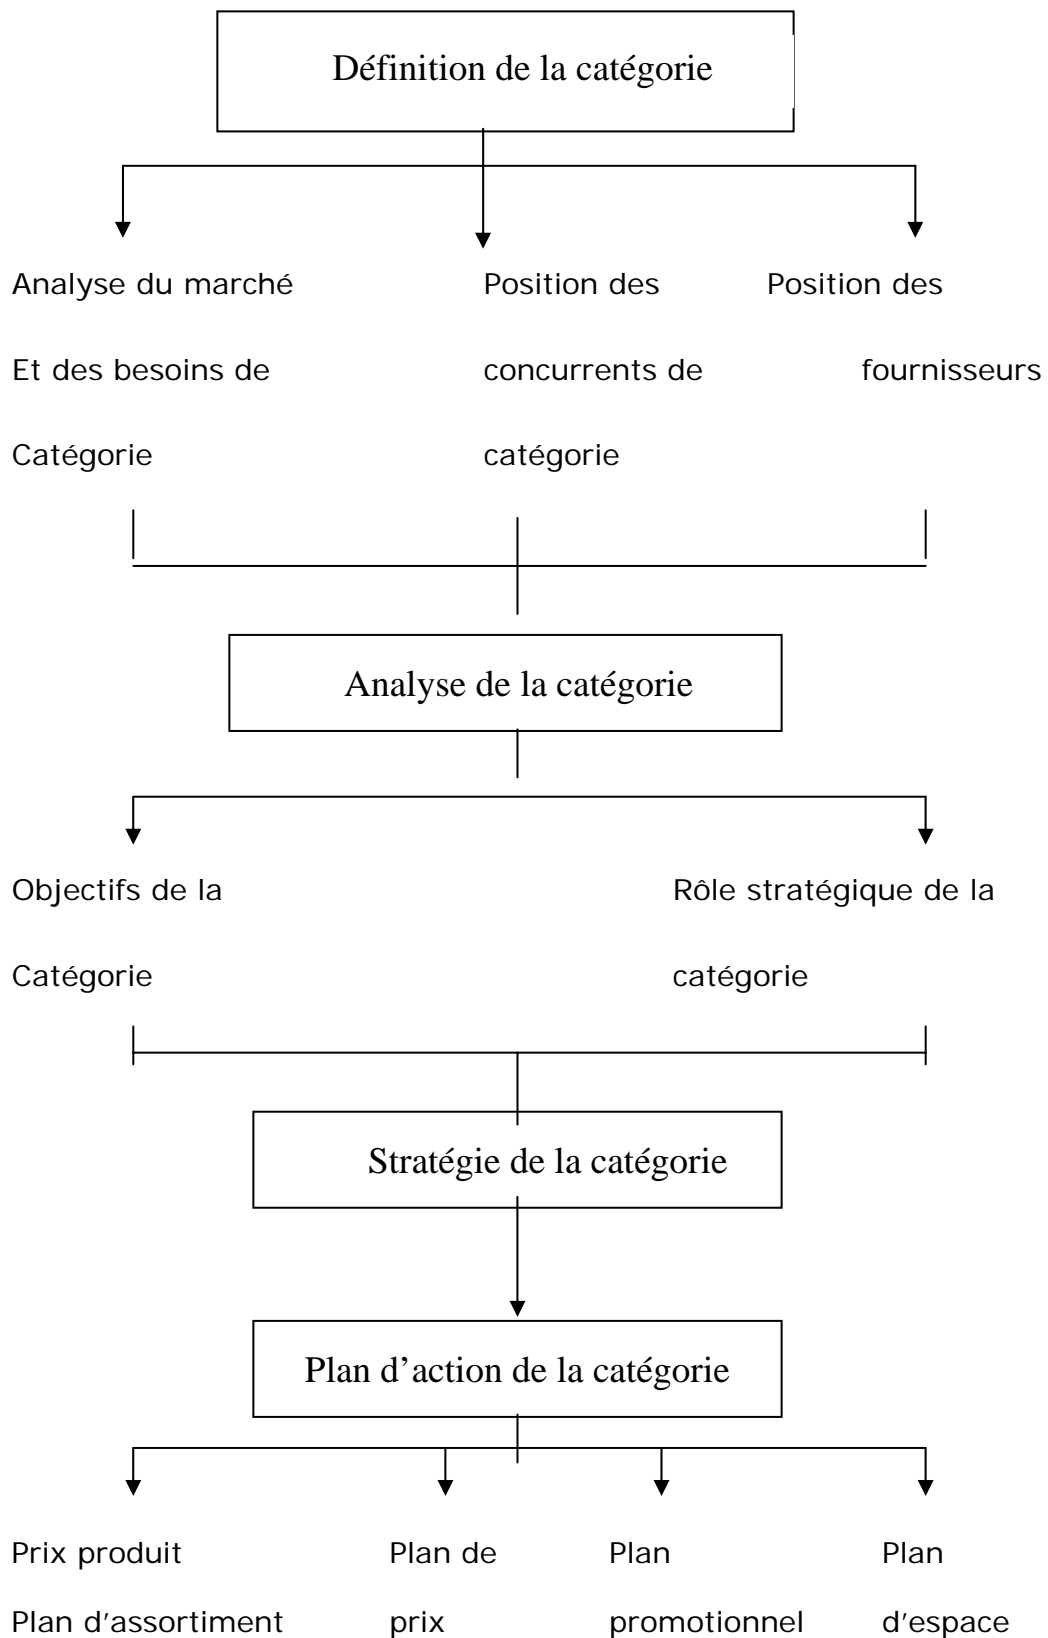 Définition de la catégorie
Analyse du marché Position des Position des
Et des besoins de concurrents de fournisseurs
Catégorie catégorie
Analyse de la catégorie
Objectifs de la Rôle stratégique de la
Catégorie catégorie
Stratégie de la catégorie
Plan d’action de la catégorie
Prix produit Plan de Plan Plan
Plan d’assortiment prix promotionnel d’espace